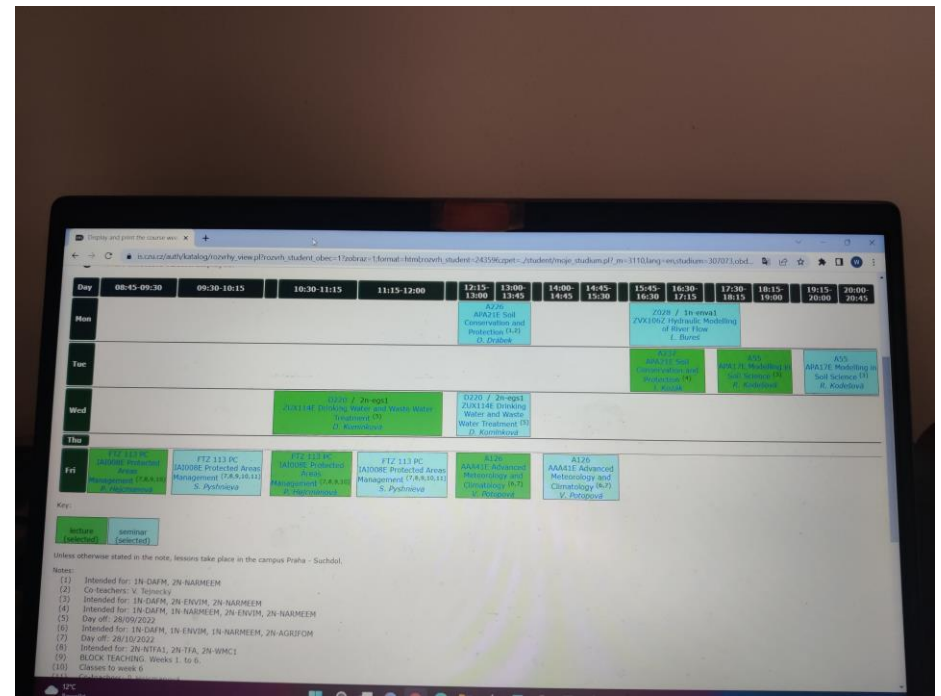 Display and print the course
is.czu.cz/auth/katalog/rozvrhy_view.pl?rozvrh_student_obec=1?zobraz=1;format=html;rozvrh_student=243596;zpet=../student/moje_studium.pl?_m=3110,lang=en,studium=307073,obd...
Day 08:45-09:30 09:30-10:15 10:30-11:15 11:15-12:00 12:15-13:00 13:00-13:45 14:00-14:45 14:45-15:30 15:45-16:30 16:30-17:15 17:30-18:15 18:15-19:00 19:15-20:00 20:00-20:45
Mon
A226
APA21E Soil
Conservation and
Protection (1,2)
O. Drábek
Z020 / 1n-enva1
ZVX106Z Hydraulic Modelling
of River Flow
L. Bureš
Tue
APA21E Soil
Conservation and
Protection (4)
J. Kozák
A55
APA17E Modelling in
Soil Science (3)
R. Kodešová
A55
APA17E Modelling in
Soil Science (3)
R. Kodešová
Wed
D220 / 2n-egs1
ZUX114E Drinking Water and Waste Water
Treatment (5)
D. Komínková
D220 / 2n-egs1
ZUX114E Drinking
Water and Waste
Water Treatment (5)
D. Komínková
Thu
Fri
FTZ 113 PC
IAI008E Protected
Areas
Management (7,8,9,10)
FTZ 113 PC
IAI008E Protected Areas
Management (7,8,9,10,11)
S. Pyshnieva
FTZ 113 PC
IAI008E Protected
Areas
Management (7,8,9,10)
FTZ 113 PC
IAI008E Protected Areas
Management (7,8,9,10,11)
S. Pyshnieva
A126
AAA41E Advanced
Meteorology and
Climatology (6,7)
V. Potopová
A126
AAA41E Advanced
Meteorology and
Climatology (6,7)
V. Potopová
Key:
lecture
(selected)
seminar
(selected)
Unless otherwise stated in the note, lessons take place in the campus Praha - Suchdol.
Notes:
(1) Intended for: 1N-DAFM, 2N-NARMEEM
(2) Co-teachers: V. Tejnecký
(3) Intended for: 1N-DAFM, 2N-ENVIM, 2N-NARMEEM
(4) Intended for: 1N-DAFM, 1N-NARMEEM, 2N-ENVIM, 2N-NARMEEM
(5) Day off: 28/09/2022
(6) Intended for: 1N-DAFM, 1N-ENVIM, 1N-NARMEEM, 2N-AGRIFOM
(7) Day off: 28/10/2022
(8) Intended for: 2N-NTFA1, 2N-TFA, 2N-WMC1
(9) BLOCK TEACHING. Weeks 1. to 6.
(10) Classes to week 6
12°C